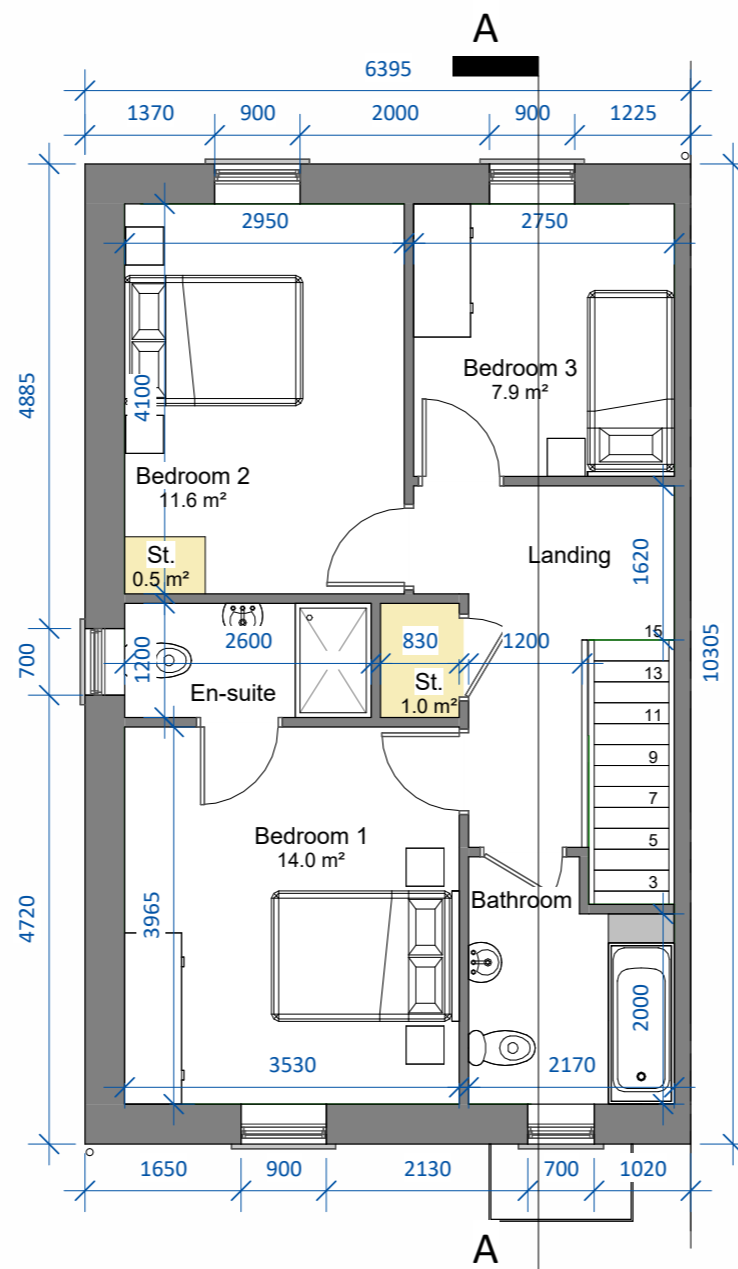 A
6395
1370 900 2000 900 1225
2950 2750
4885
4100
Bedroom 3
7.9 m²
Bedroom 2
11.6 m²
St.
0.5 m²
Landing
1620
15
10305
700
1200
2600 830 1200
En-suite
St.
1.0 m²
13
11
9
7
5
3
Bedroom 1
14.0 m²
Bathroom
4720
3965
2000
3530 2170
1650 900 2130 700 1020
A